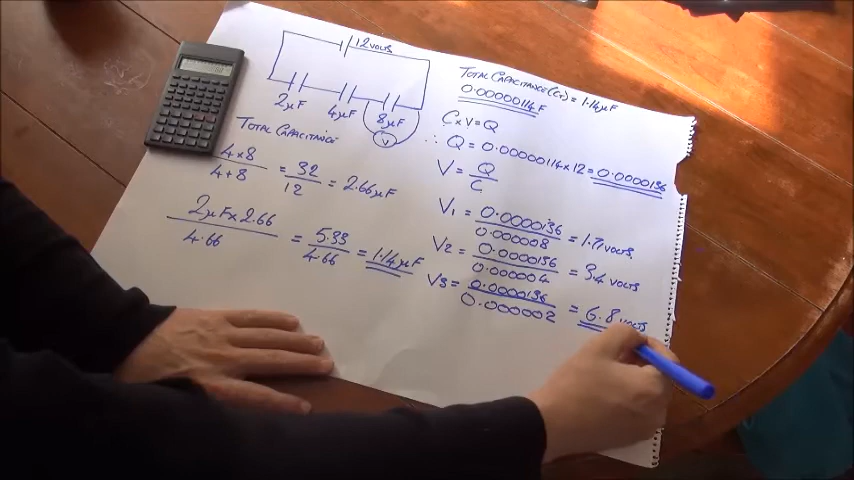 12 VOLTS
2µF
4µF
8µF
V
TOTAL CAPACITANCE
4×8
4+8
= 32
12
= 2.66µF
2µF × 2.66
4.66
= 5.33
4.66
= 1.14µF
TOTAL CAPACITANCE (CT) = 1.14µF
0.00000114F
C×V=Q
∴ Q = 0.00000114×12 = 0.0000136
V = Q
C
V1 = 0.0000136
0.000008
= 1.7 VOLTS
V2 = 0.0000136
0.000004
= 3.4 VOLTS
V3 = 0.0000136
0.000002
= 6.8 VOLTS